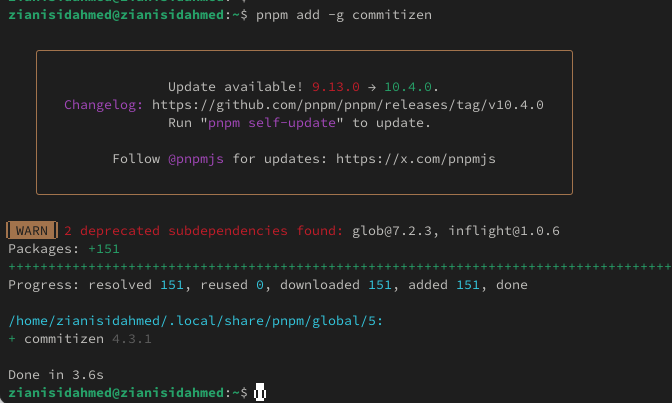 zianisidahmed@zianisidahmed:~$ pnpm add -g commitizen
Update available! 9.13.0 → 10.4.0.
Changelog: https://github.com/pnpm/pnpm/releases/tag/v10.4.0
Run "pnpm self-update" to update.
Follow @pnpmjs for updates: https://x.com/pnpmjs
WARN 2 deprecated subdependencies found: glob@7.2.3, inflight@1.0.6
Packages: +151
++++++++++++++++++++++++++++++++++++++++++++++++++++++++++++++++++++++++++++++++++++
Progress: resolved 151, reused 0, downloaded 151, added 151, done
/home/zianisidahmed/.local/share/pnpm/global/5:
+ commitizen 4.3.1
Done in 3.6s
zianisidahmed@zianisidahmed:~$